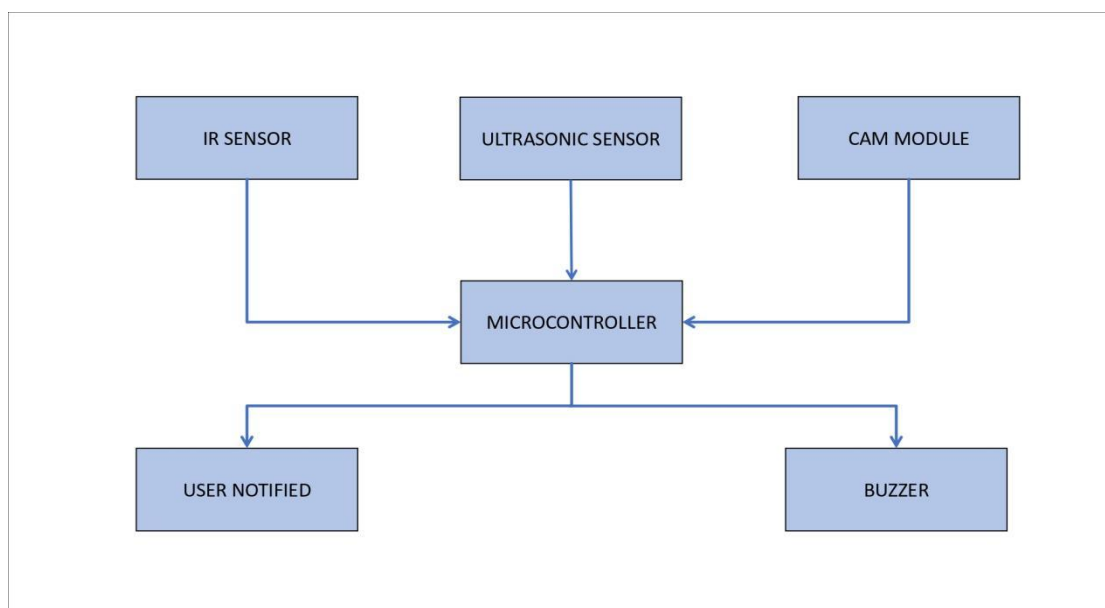 IR SENSOR
ULTRASONIC SENSOR
CAM MODULE
MICROCONTROLLER
USER NOTIFIED
BUZZER